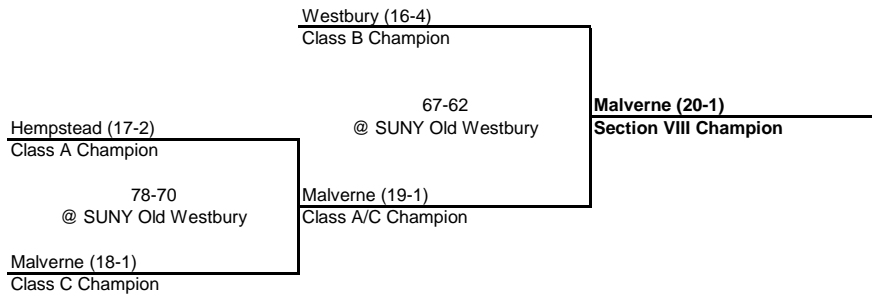 Westbury (16-4)
Class B Champion
67-62
@ SUNY Old Westbury
Malverne (20-1)
Section VIII Champion
Hempstead (17-2)
Class A Champion
78-70
@ SUNY Old Westbury
Malverne (19-1)
Class A/C Champion
Malverne (18-1)
Class C Champion